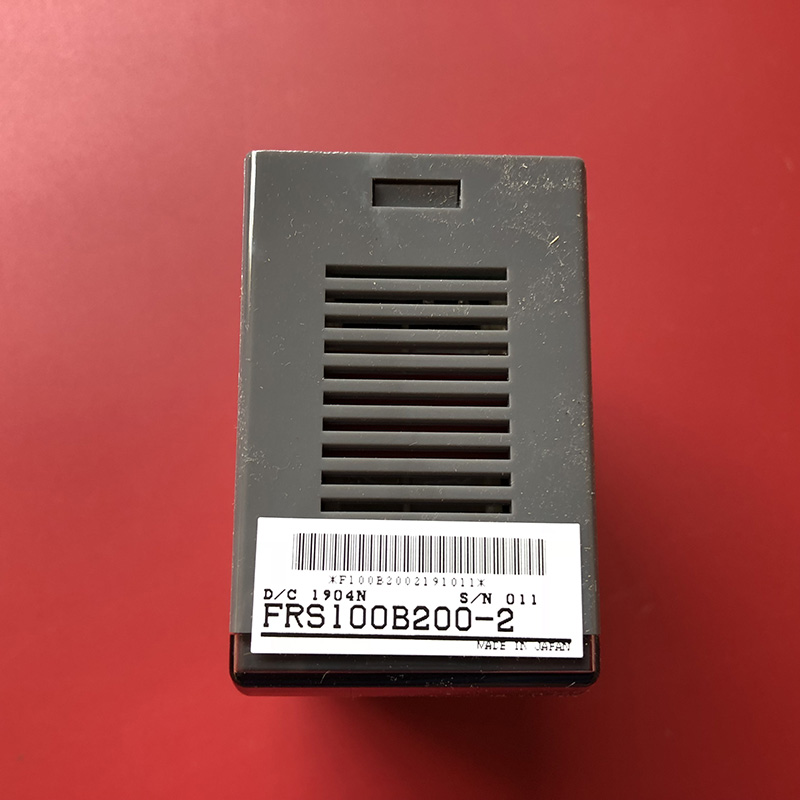 *F100B2002191011*
D/C 1904N S/N 011
FRS100B200-2
MADE IN JAPAN